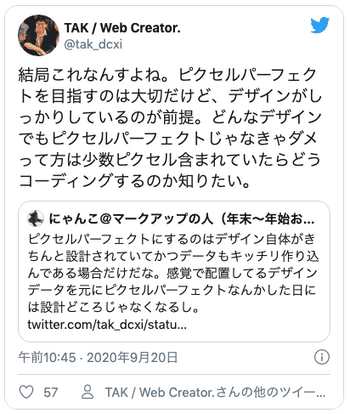 TAK / Web Creator.
@tak_dcxi
結局これなんすよね。ピクセルパーフェク
トを目指すのは大切だけど、デザインがし
っかりしているのが前提。どんなデザイン
でもピクセルパーフェクトじゃなきゃダメ
って方は少数ピクセル含まれていたらどう
コーディングするのか知りたい。
にゃんこ@マークアップの人（年末〜年始お...
ピクセルパーフェクトにするのはデザイン自体がき
ちんと設計されていてかつデータもキッチリ作り込
んである場合だけだな。感覚で配置してるデザイン
データを元にピクセルパーフェクトなんかした日に
は設計どころじゃなくなるし。
twitter.com/tak_dcxi/statu...
午前10:45 · 2020年9月20日
57 TAK / Web Creator.さんの他のツイー...